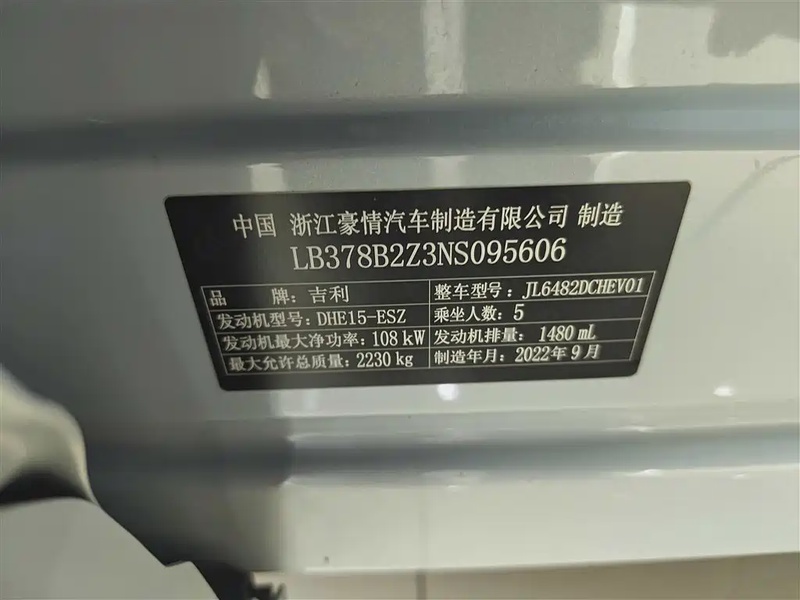 中国 浙江豪情汽车制造有限公司 制造
LB378B2Z3NS095606
品 牌：吉利 整车型号：JL6482DCHEV01
发动机型号：DHE15-ESZ 乘坐人数：5
发动机最大净功率：108 kW 发动机排量：1480 mL
最大允许总质量：2230 kg 制造年月：2022年9月